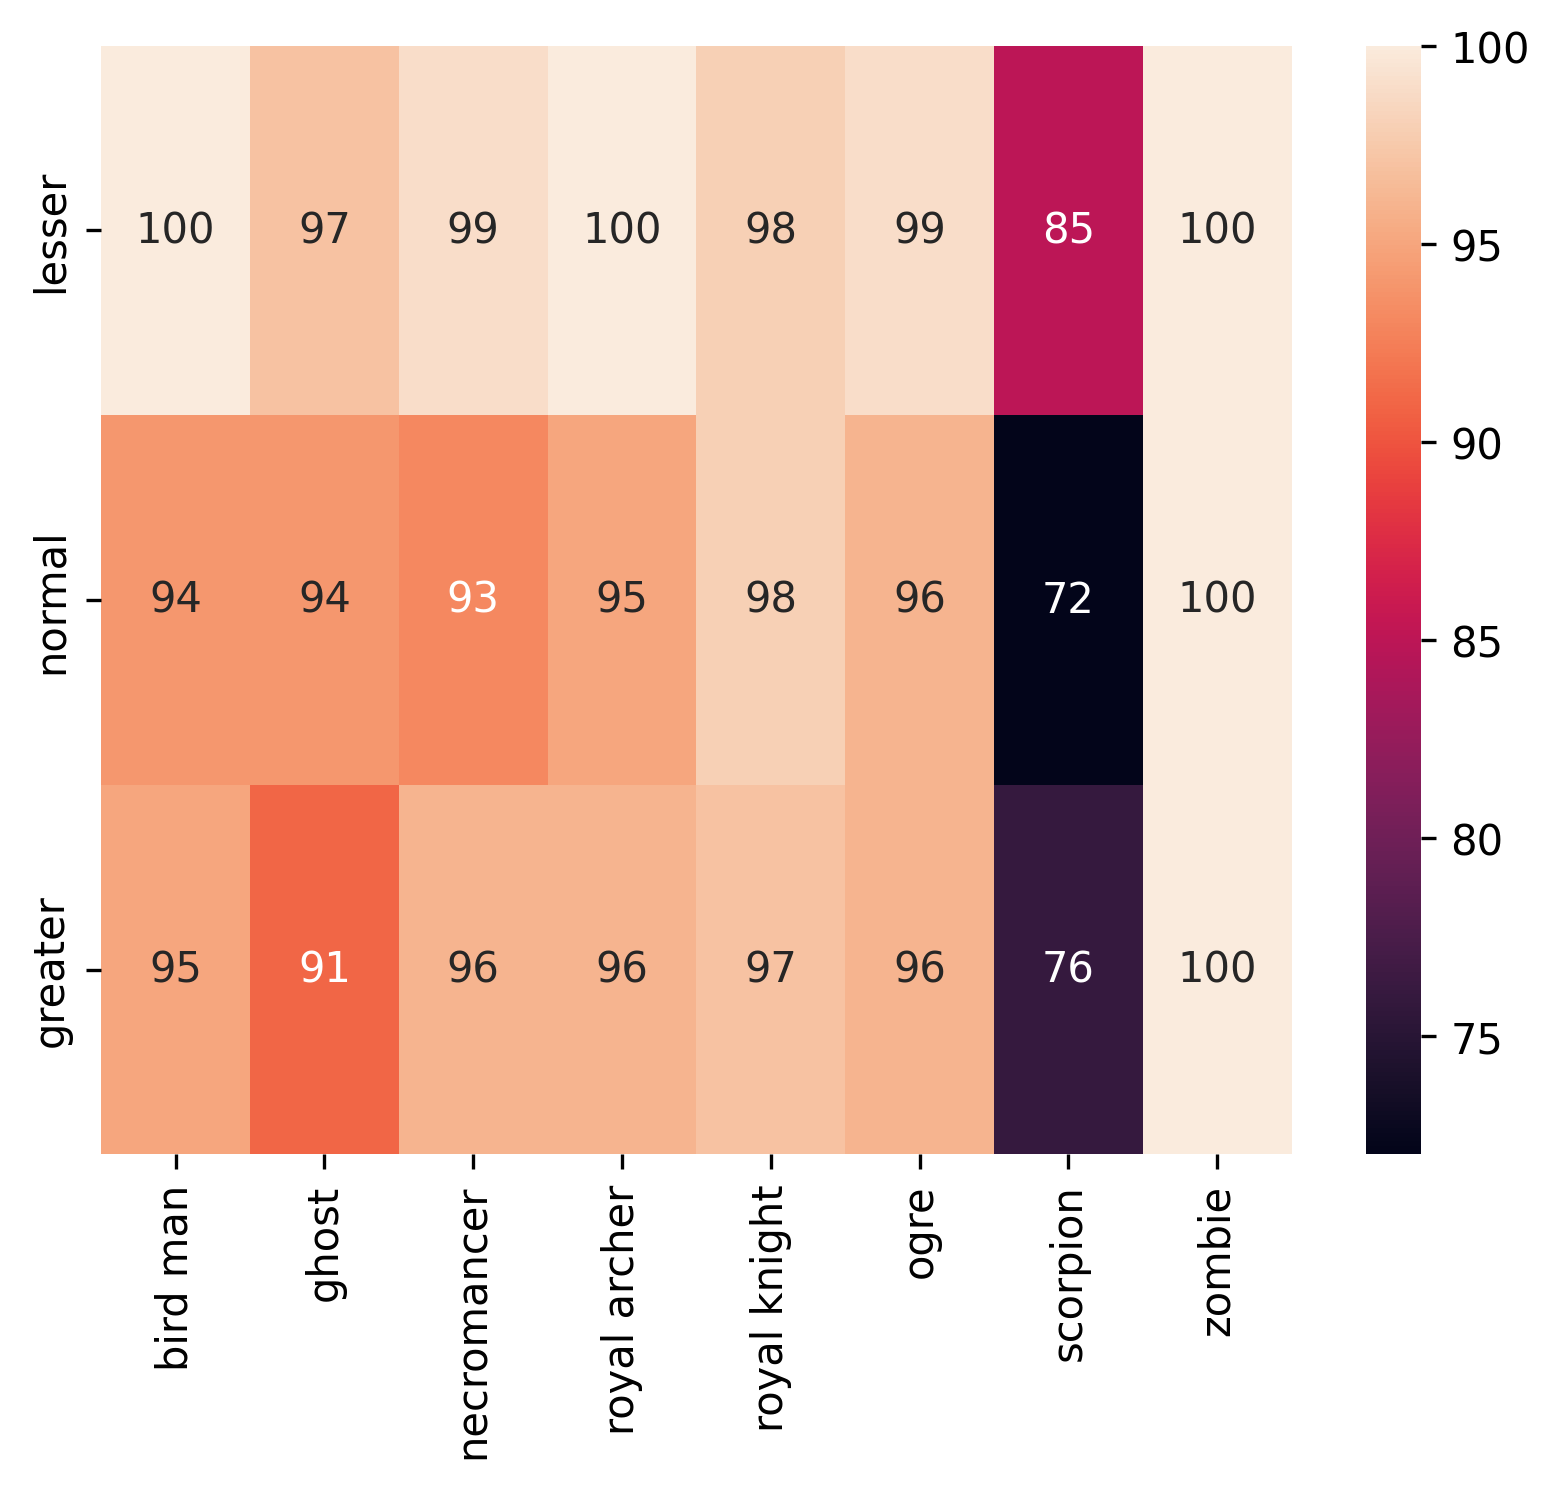 lesser 100 97 99 100 98 99 85 100
normal 94 94 93 95 98 96 72 100
greater 95 91 96 96 97 96 76 100
bird man
ghost
necromancer
royal archer
royal knight
ogre
scorpion
zombie
100
95
90
85
80
75